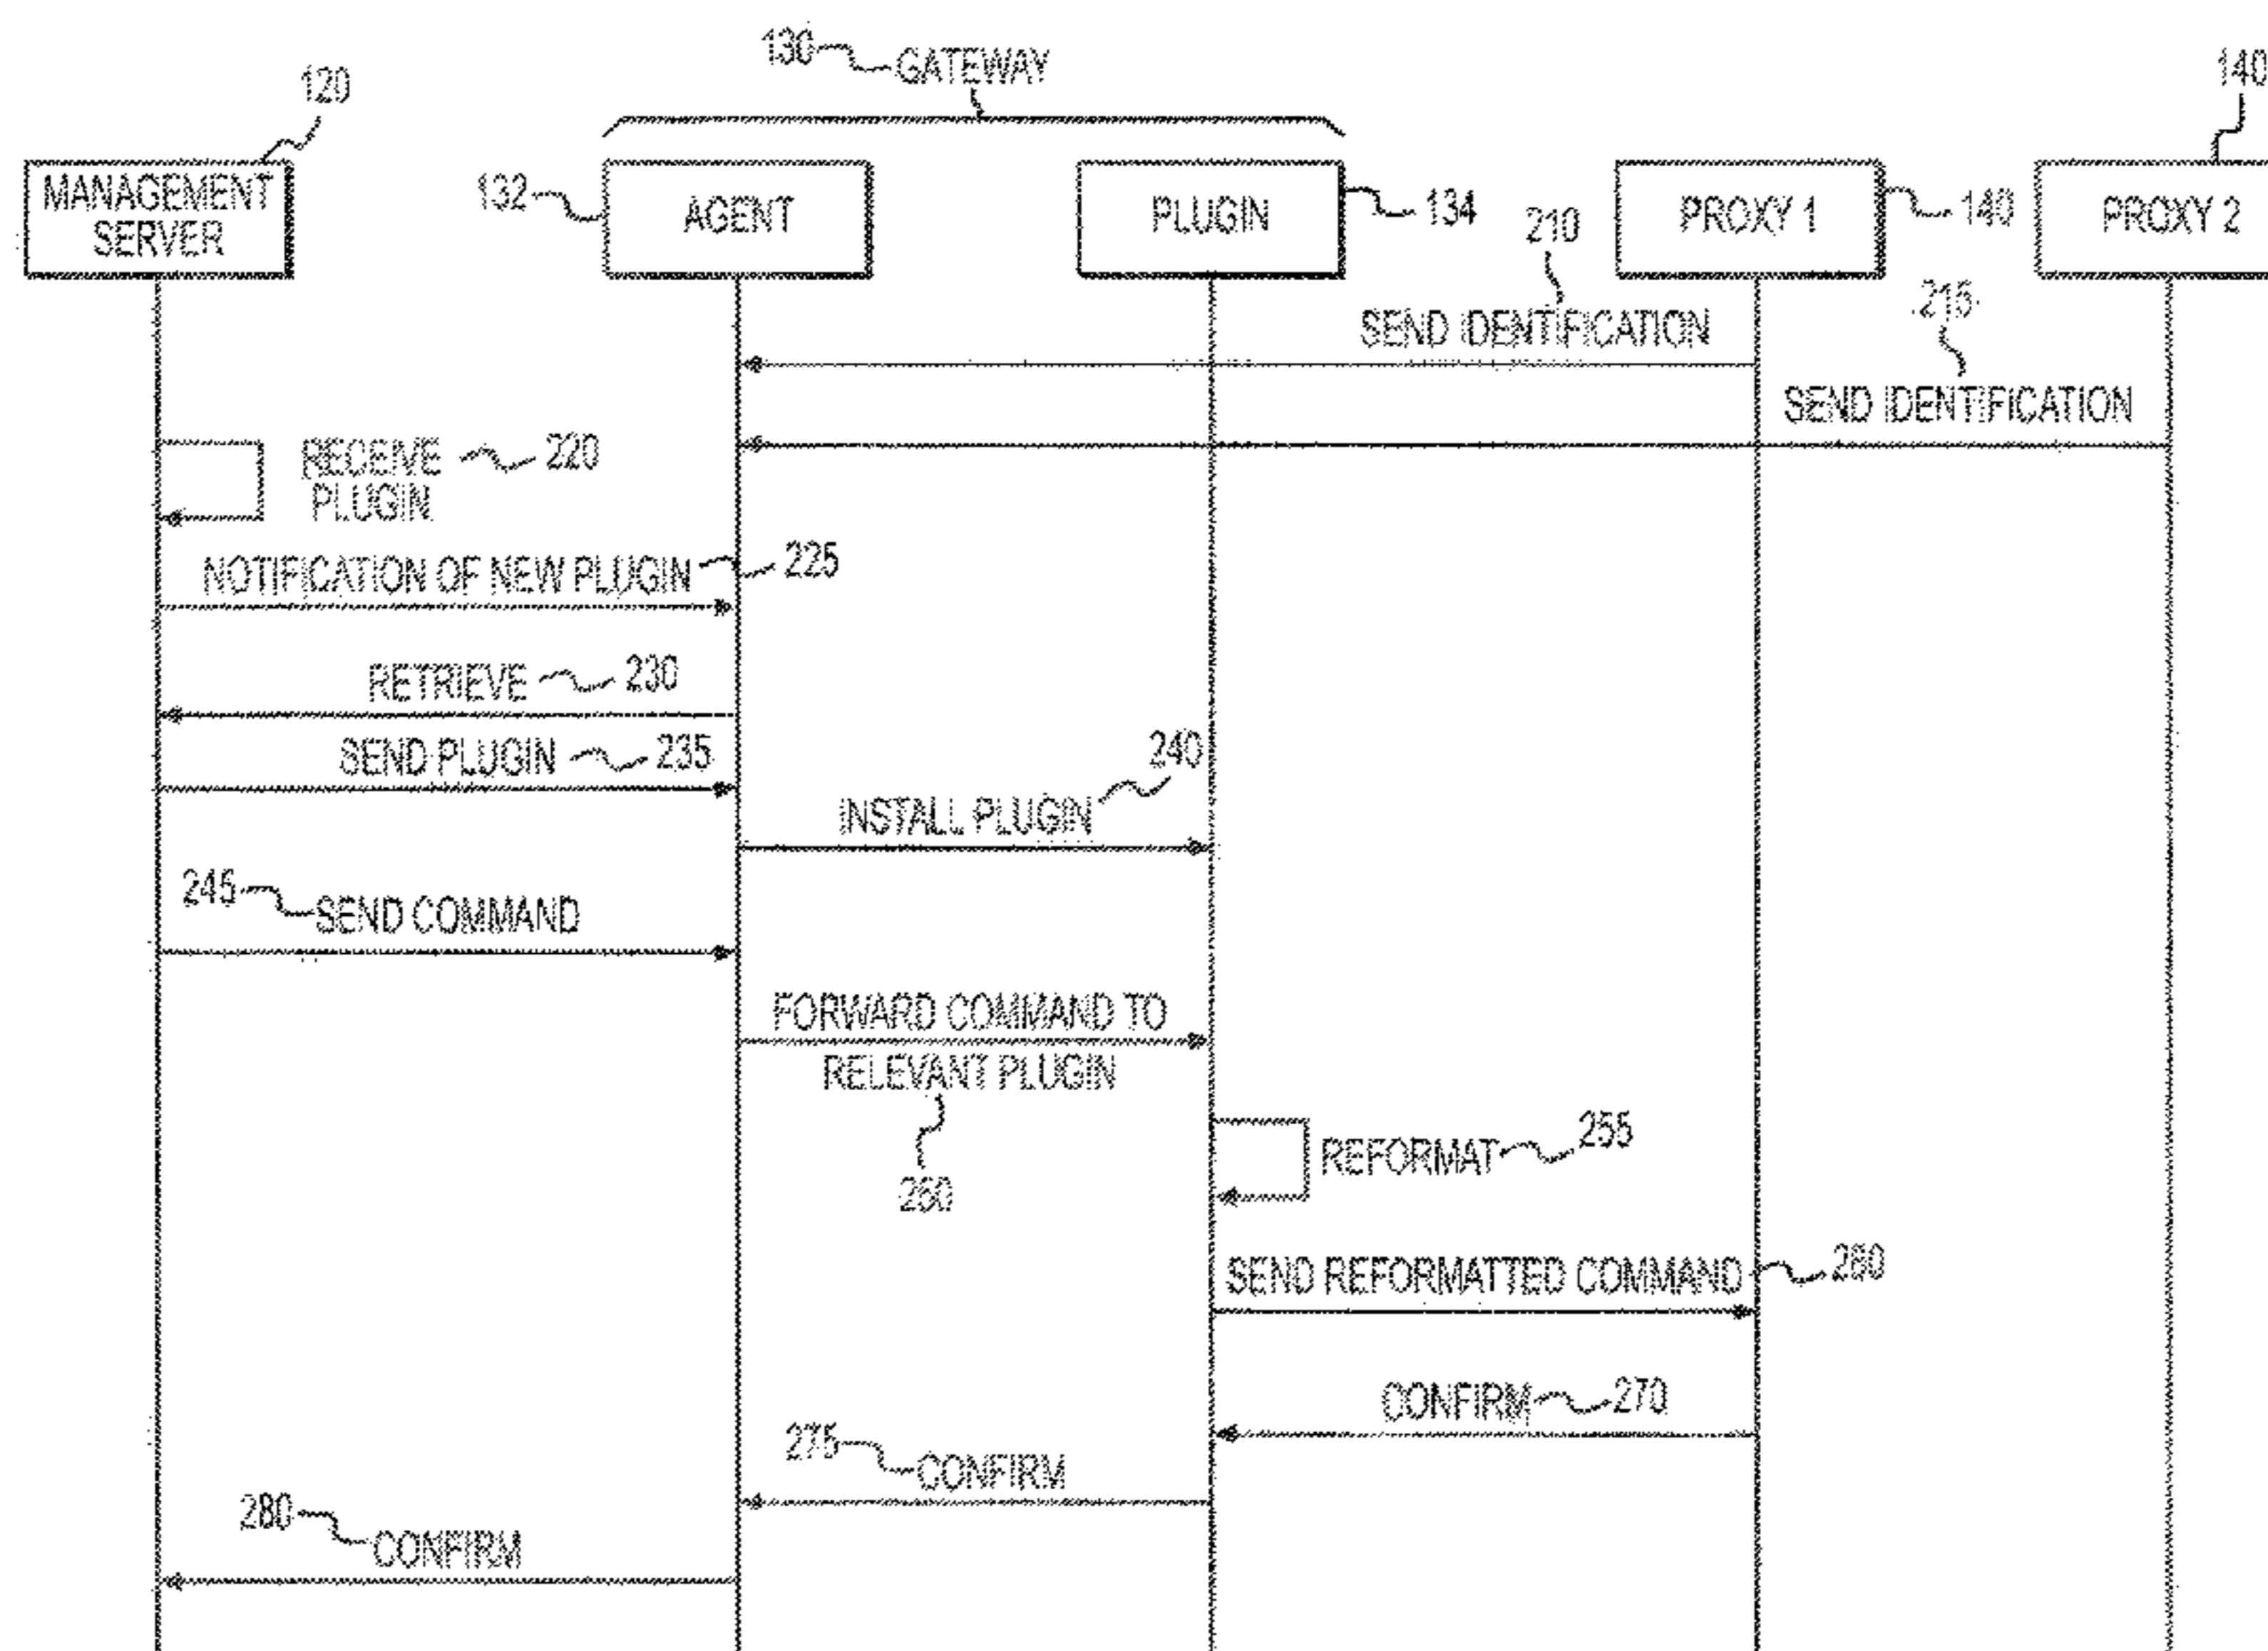 130 GATEWAY
120
140
MANAGEMENT
SERVER
132
AGENT
PLUGIN
134
PROXY 1
140
PROXY 2
210
SEND IDENTIFICATION
215
SEND IDENTIFICATION
RECEIVE 220
PLUGIN
NOTIFICATION OF NEW PLUGIN 225
RETRIEVE 230
SEND PLUGIN 235
240
INSTALL PLUGIN
245 SEND COMMAND
FORWARD COMMAND TO
RELEVANT PLUGIN
250
REFORMAT 255
SEND REFORMATTED COMMAND 260
CONFIRM 270
275 CONFIRM
280 CONFIRM